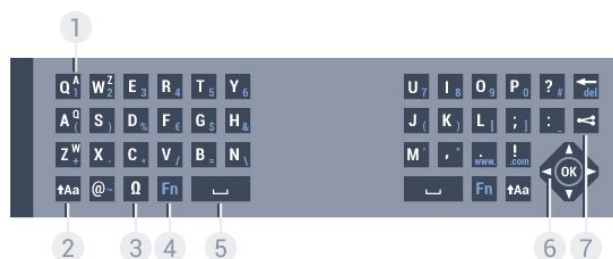 1
Q A 1 W Z 2 E 3 R 4 T 5 Y 6 U 7 I 8 O 9 P 0 ? # del
A Q ( S ) D % F € G $ H & J ( K ) L [ ; ] : _
Z W + X - C * V / B = N \ M ' , " . www. ! .com OK
Aa @ ~ Ω Fn Fn Aa
2 3 4 5 6 7